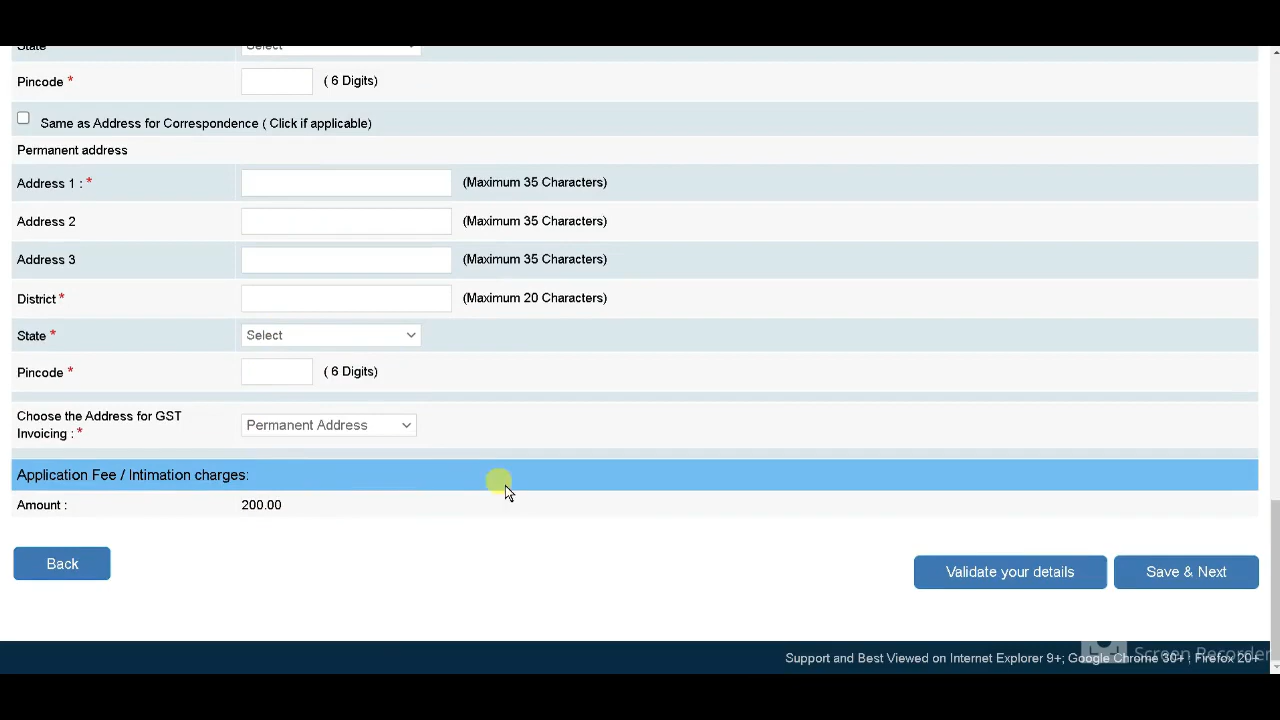 State
Select
Pincode *
( 6 Digits)
Same as Address for Correspondence ( Click if applicable)
Permanent address
Address 1 : *
(Maximum 35 Characters)
Address 2
(Maximum 35 Characters)
Address 3
(Maximum 35 Characters)
District *
(Maximum 20 Characters)
State *
Select
Pincode *
( 6 Digits)
Choose the Address for GST
Invoicing : *
Permanent Address
Application Fee / Intimation charges:
Amount :
200.00
Back
Validate your details
Save & Next
Support and Best Viewed on Internet Explorer 9+; Google Chrome 30+ ; Firefox 20+
Screen Recorder